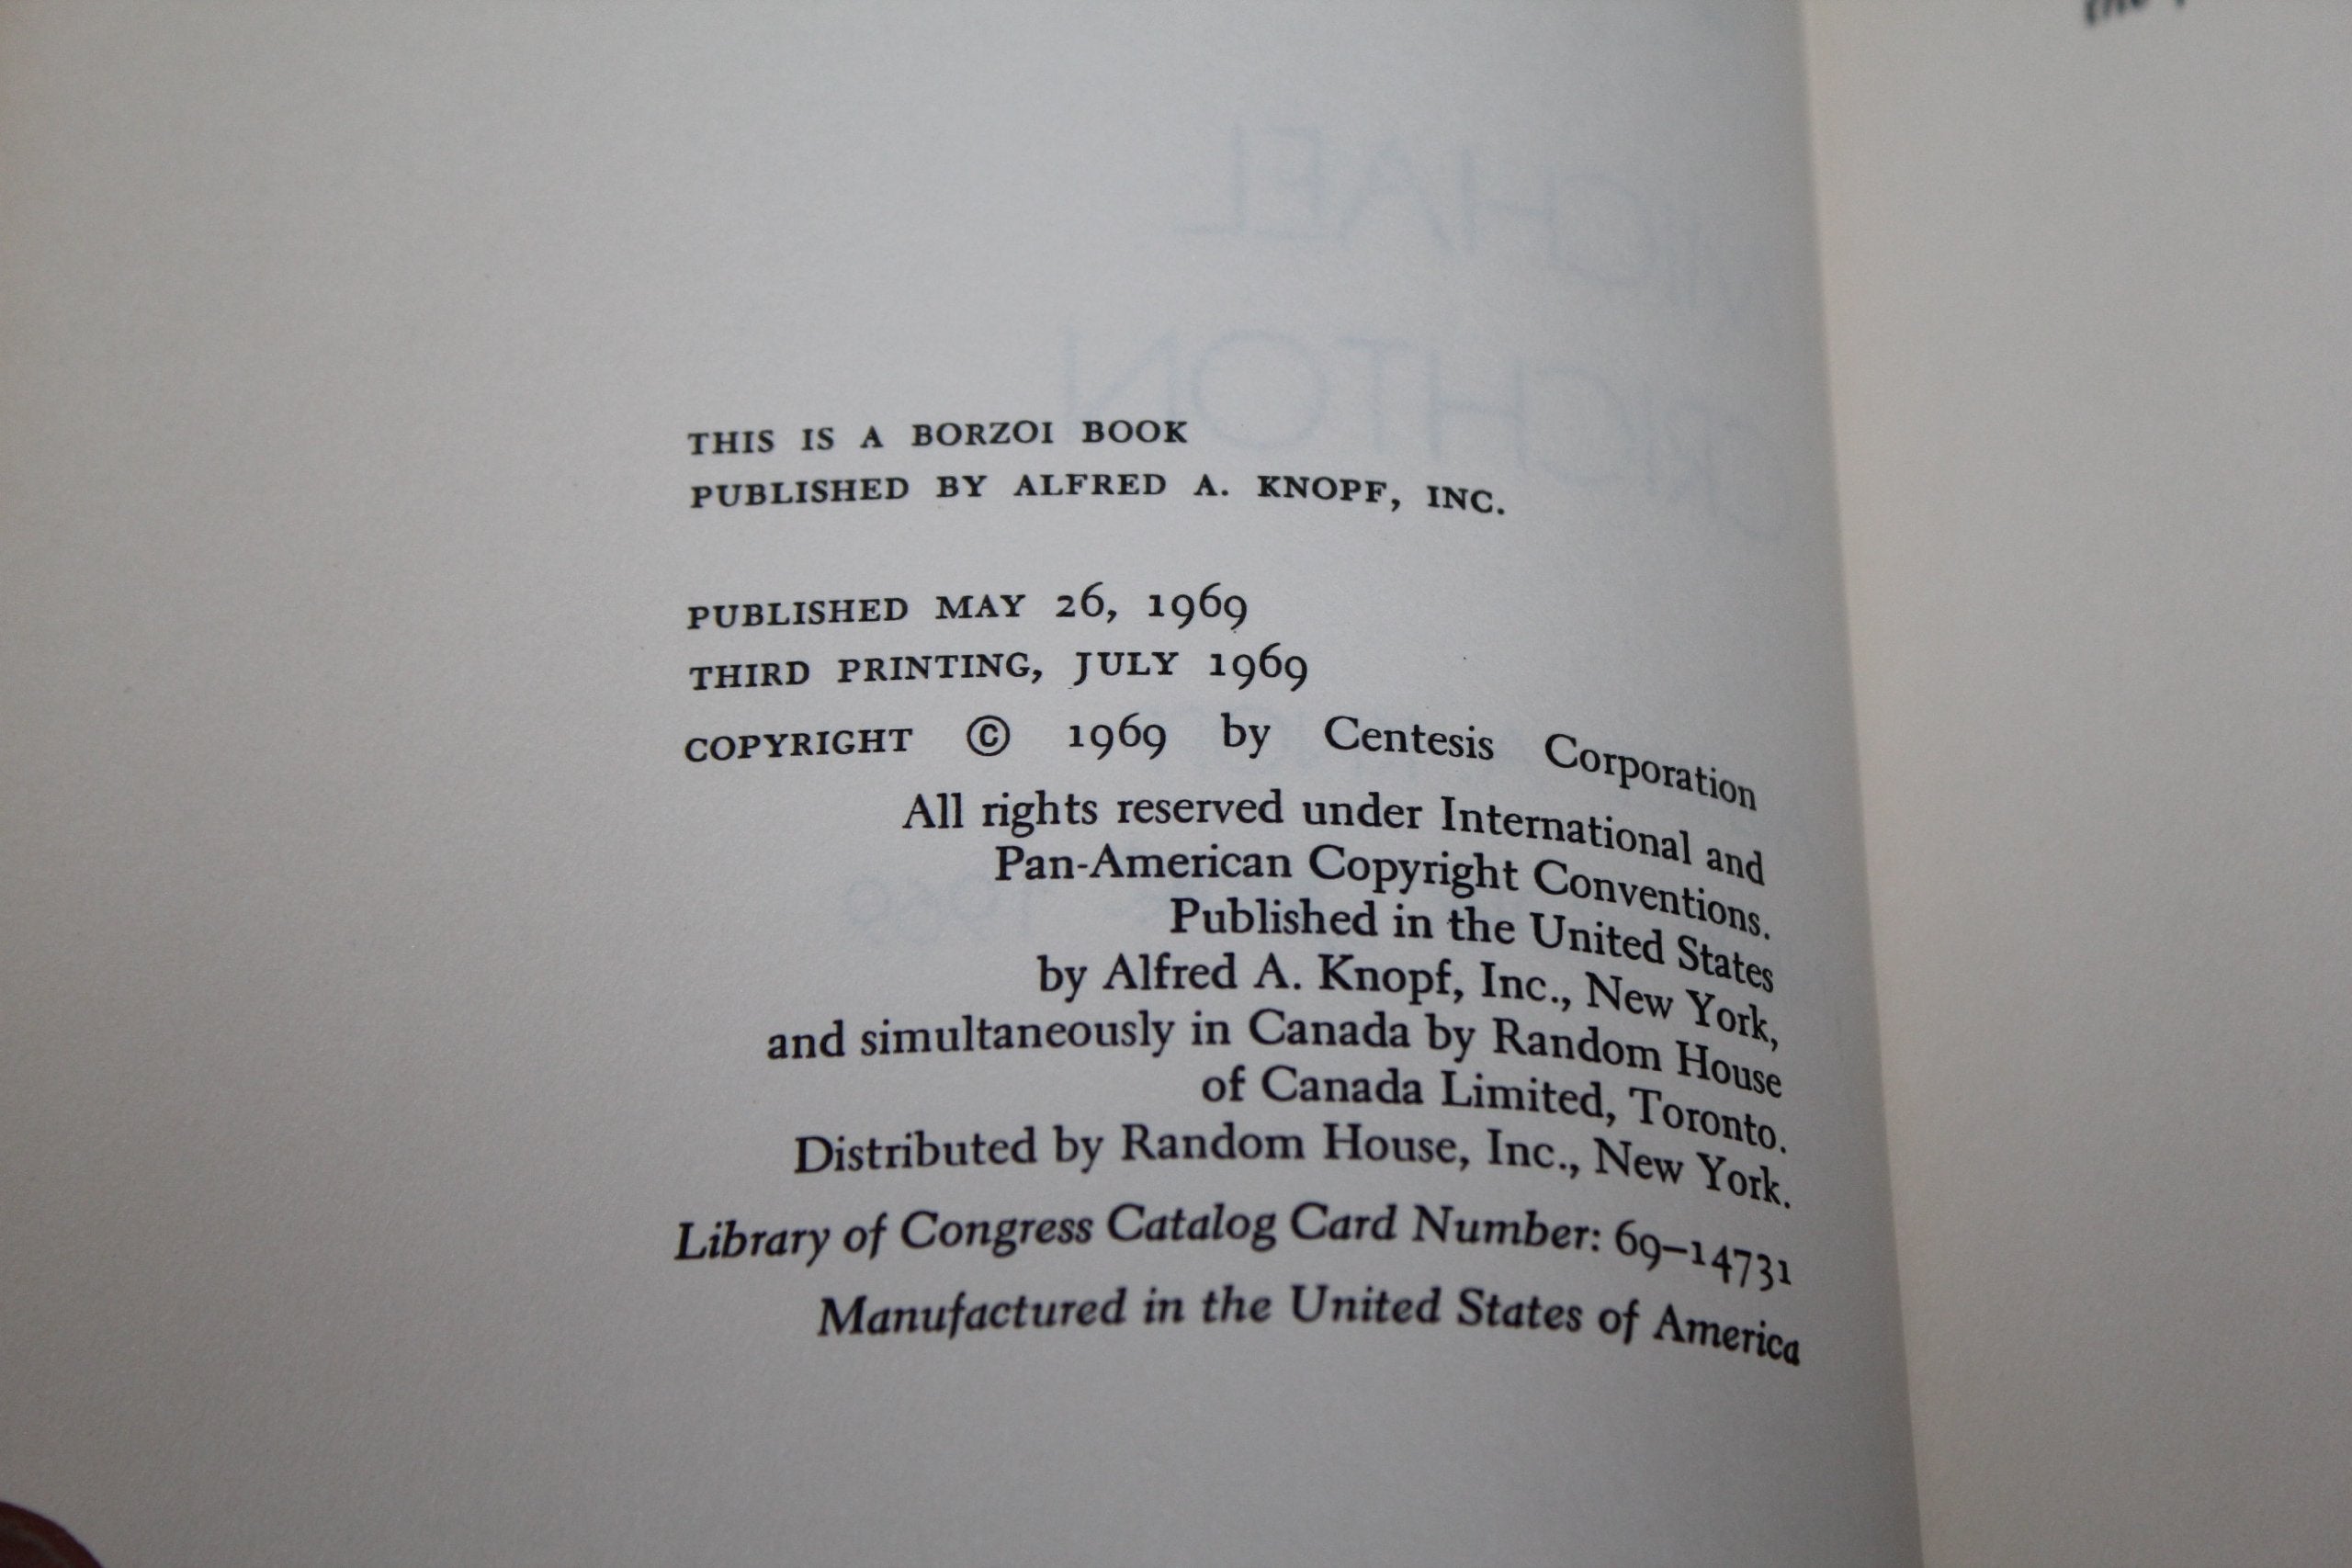 THIS IS A BORZOI BOOK
PUBLISHED BY ALFRED A. KNOPF, INC.
PUBLISHED MAY 26, 1969
THIRD PRINTING, JULY 1969
COPYRIGHT © 1969 by Centesis Corporation
All rights reserved under International and
Pan-American Copyright Conventions.
Published in the United States
by Alfred A. Knopf, Inc., New York,
and simultaneously in Canada by Random House
of Canada Limited, Toronto.
Distributed by Random House, Inc., New York.
Library of Congress Catalog Card Number: 69–14731
Manufactured in the United States of America
the